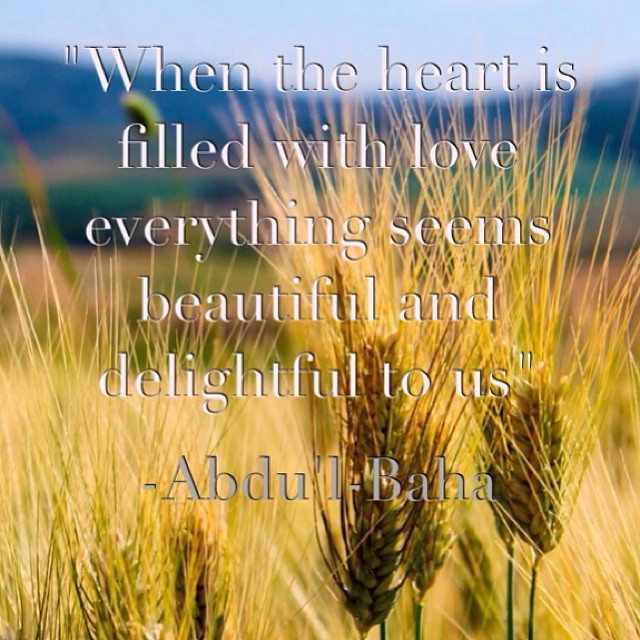 "When the heart is
filled with love
everything seems
beautiful and
delightful to us"
-Abdu'l-Baha